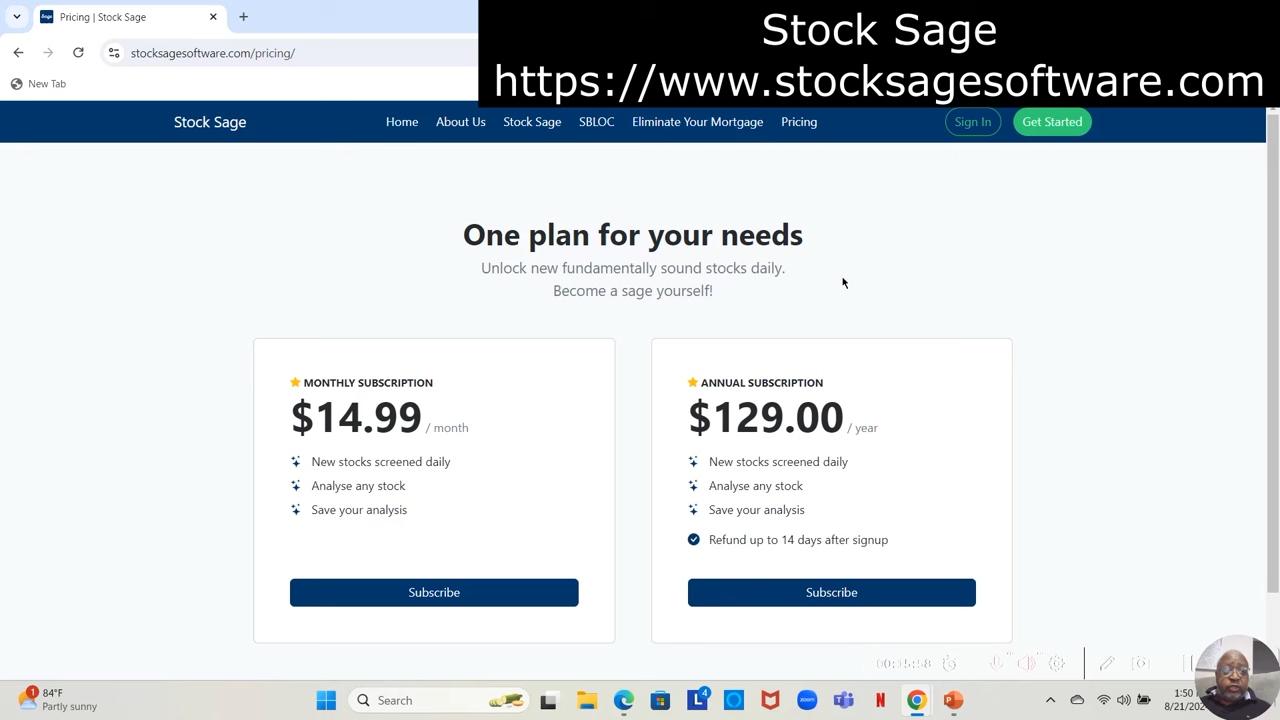 Pricing | Stock Sage
stocksagesoftware.com/pricing/
New Tab
Stock Sage
https://www.stocksagesoftware.com
Stock Sage
Home
About Us
Stock Sage
SBLOC
Eliminate Your Mortgage
Pricing
Sign In
Get Started
One plan for your needs
Unlock new fundamentally sound stocks daily.
Become a sage yourself!
MONTHLY SUBSCRIPTION
$14.99 / month
New stocks screened daily
Analyse any stock
Save your analysis
Subscribe
ANNUAL SUBSCRIPTION
$129.00 / year
New stocks screened daily
Analyse any stock
Save your analysis
Refund up to 14 days after signup
Subscribe
84°F
Partly sunny
Search
1:50